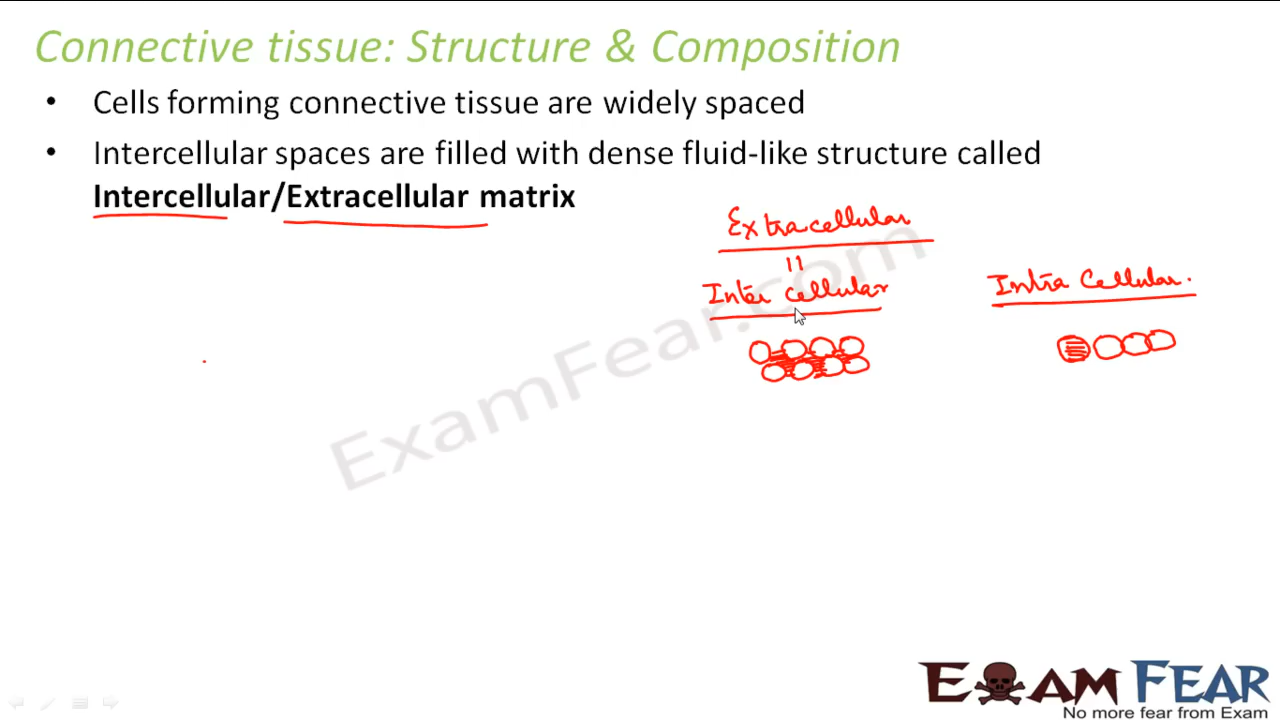 Connective tissue: Structure & Composition
• Cells forming connective tissue are widely spaced
• Intercellular spaces are filled with dense fluid-like structure called
Intercellular/Extracellular matrix
Extracellular
Inter cellular
Intra Cellular.
ExamFear.com
EXAM FEAR
No more fear from Exam